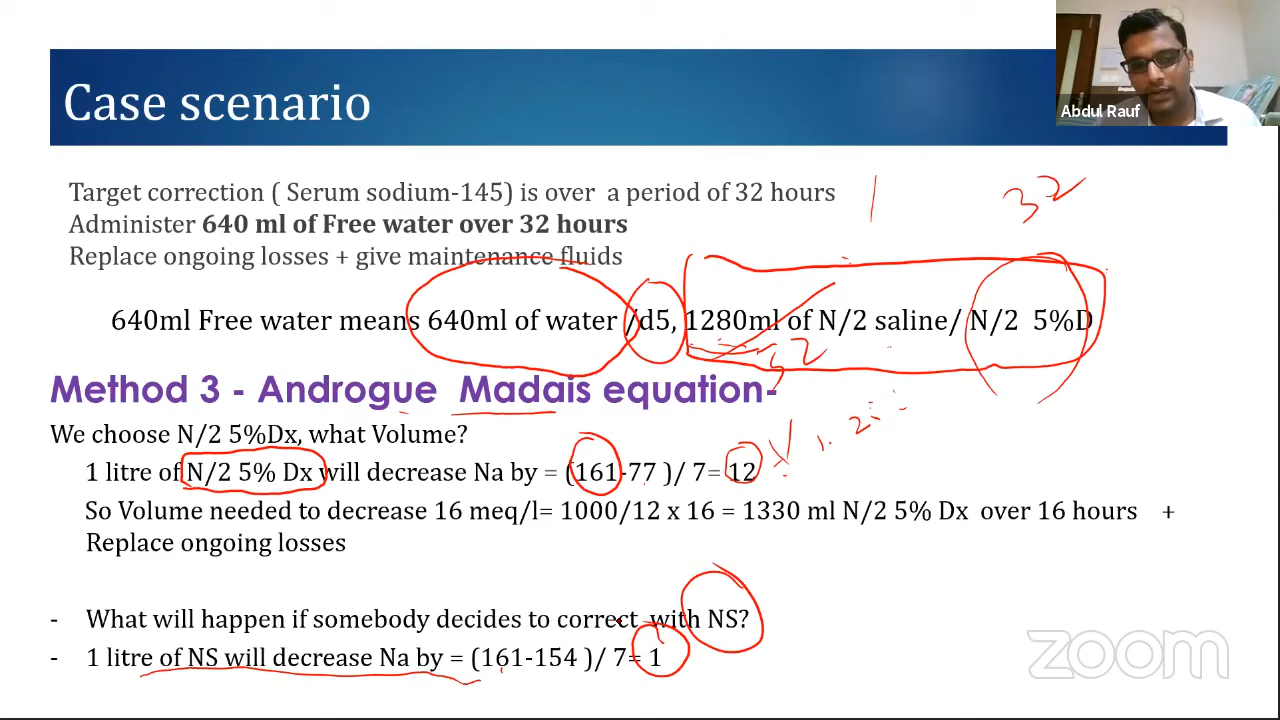 Case scenario
Abdul Rauf
Target correction ( Serum sodium-145) is over a period of 32 hours
Administer 640 ml of Free water over 32 hours
Replace ongoing losses + give maintenance fluids
1 32
640ml Free water means 640ml of water /d5, 1280ml of N/2 saline/ N/2 5%D
32
Method 3 - Androgue Madais equation-
We choose N/2 5%Dx, what Volume?
1 litre of N/2 5% Dx will decrease Na by = (161-77 )/ 7= 12
So Volume needed to decrease 16 meq/l= 1000/12 x 16 = 1330 ml N/2 5% Dx over 16 hours +
Replace ongoing losses
- What will happen if somebody decides to correct with NS?
- 1 litre of NS will decrease Na by = (161-154 )/ 7= 1
zoom